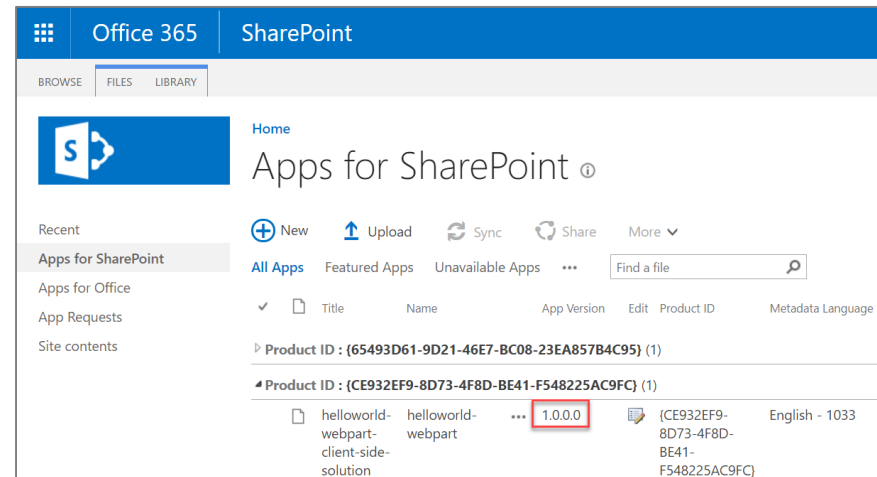 Office 365 SharePoint
BROWSE FILES LIBRARY
S
Home
Apps for SharePoint
Recent
Apps for SharePoint
Apps for Office
App Requests
Site contents
New Upload Sync Share More
All Apps Featured Apps Unavailable Apps ••• Find a file
Title Name App Version Edit Product ID Metadata Language
Product ID : {65493D61-9D21-46E7-BC08-23EA857B4C95} (1)
Product ID : {CE932EF9-8D73-4F8D-BE41-F548225AC9FC} (1)
helloworld- helloworld- ••• 1.0.0.0 {CE932EF9- English - 1033
webpart- webpart 8D73-4F8D-
client-side- BE41-
solution F548225AC9FC}